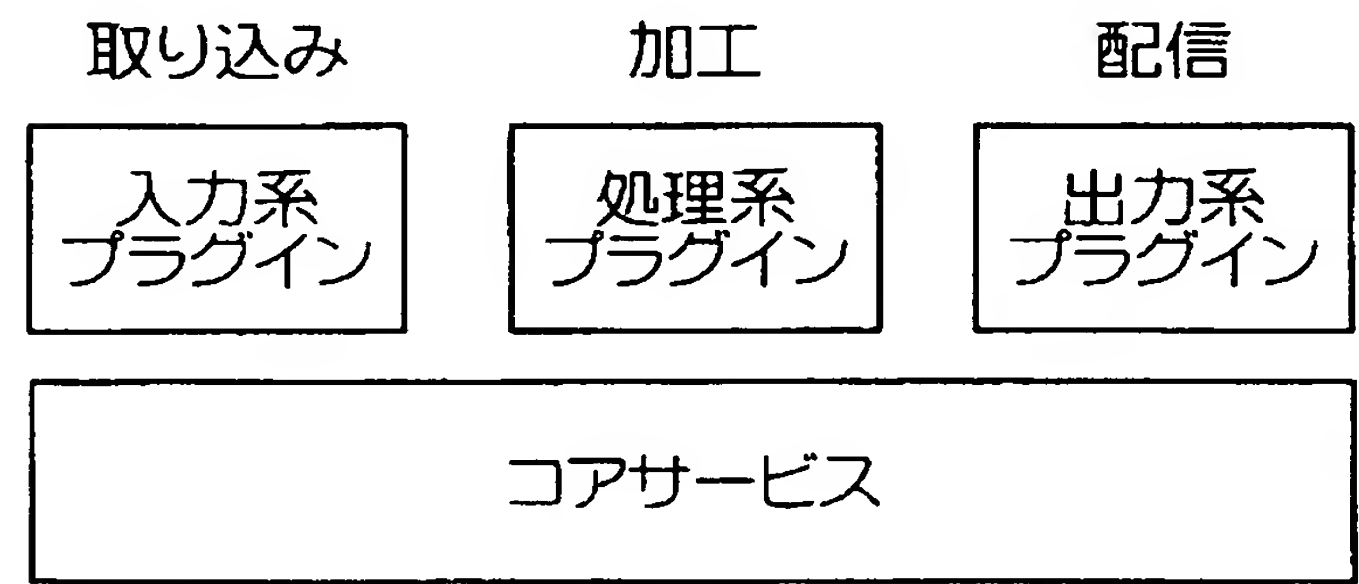 取り込み
加工
配信
入力系
プラグイン
処理系
プラグイン
出力系
プラグイン
コアサービス